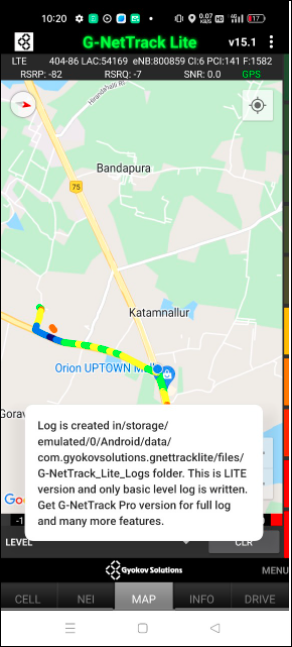 10:20
0.07
KB/S
17
G-NetTrack Lite v15.1
LTE 404-86 LAC:54169 eNB:800859 CI:6 PCI:141 F:1582
RSRP: -82 RSRQ: -7 SNR: 0.0 GPS
Bandapura
75
Katamnallur
Orion UPTOWN
Log is created in/storage/
emulated/0/Android/data/
com.gyokovsolutions.gnettracklite/files/
G-NetTrack_Lite_Logs folder. This is LITE
version and only basic level log is written.
Get G-NetTrack Pro version for full log
and many more features.
LEVEL CLR
Gyokov Solutions MENU
CELL NEI MAP INFO DRIVE